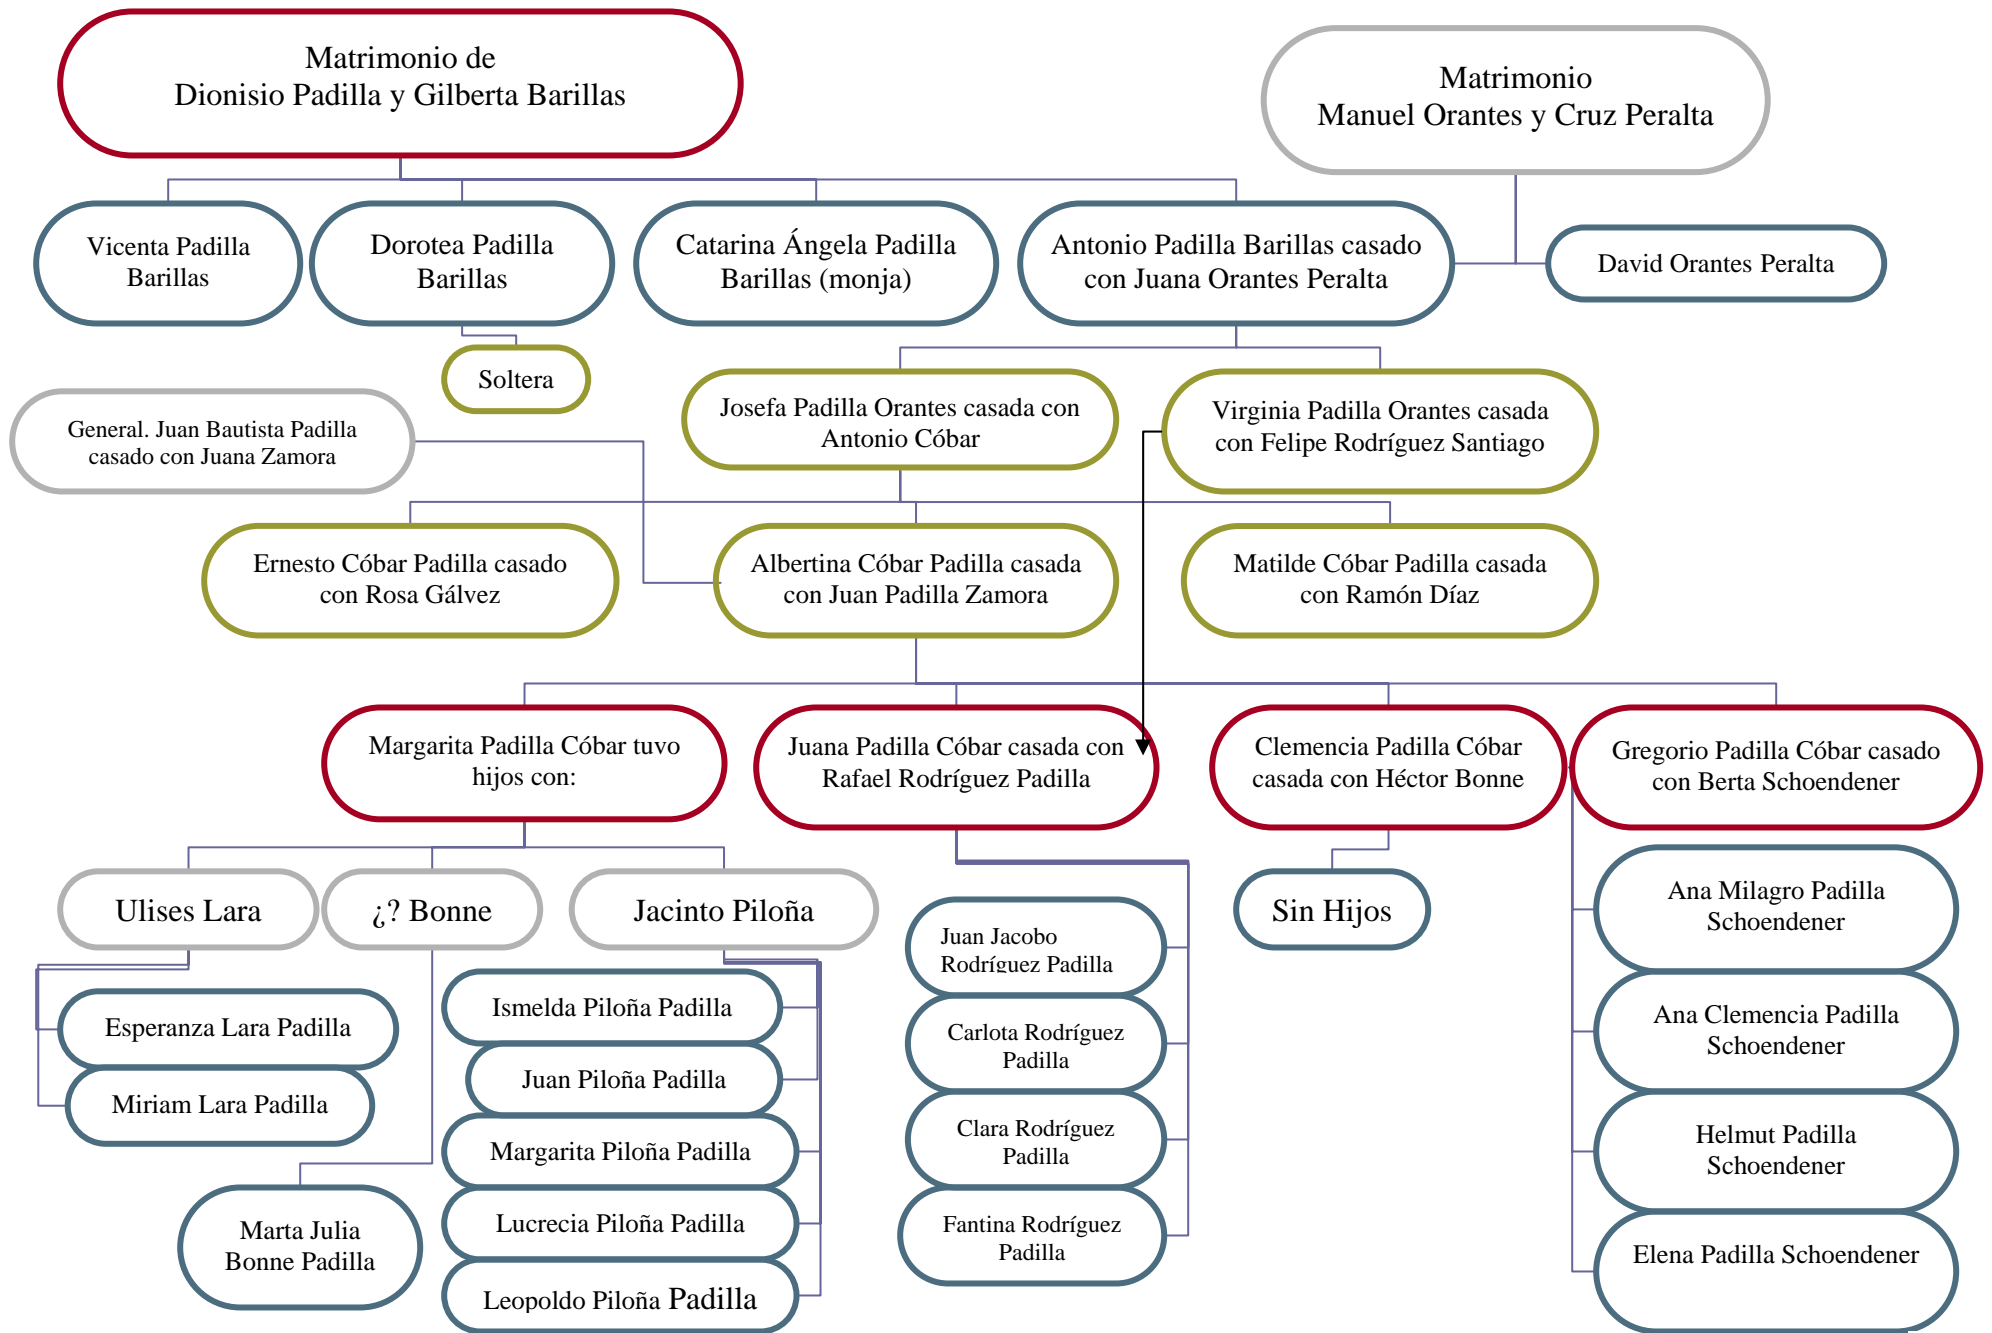 Matrimonio de
Dionisio Padilla y Gilberta Barillas
Matrimonio
Manuel Orantes y Cruz Peralta
Vicenta Padilla
Barillas
Dorotea Padilla
Barillas
Catarina Ángela Padilla
Barillas (monja)
Antonio Padilla Barillas casado
con Juana Orantes Peralta
David Orantes Peralta
Soltera
General. Juan Bautista Padilla
casado con Juana Zamora
Josefa Padilla Orantes casada con
Antonio Cóbar
Virginia Padilla Orantes casada
con Felipe Rodríguez Santiago
Ernesto Cóbar Padilla casado
con Rosa Gálvez
Albertina Cóbar Padilla casada
con Juan Padilla Zamora
Matilde Cóbar Padilla casada
con Ramón Díaz
Margarita Padilla Cóbar tuvo
hijos con:
Juana Padilla Cóbar casada con
Rafael Rodríguez Padilla
Clemencia Padilla Cóbar
casada con Héctor Bonne
Gregorio Padilla Cóbar casado
con Berta Schoendener
Ulises Lara
¿? Bonne
Jacinto Piloña
Sin Hijos
Esperanza Lara Padilla
Miriam Lara Padilla
Marta Julia
Bonne Padilla
Ismelda Piloña Padilla
Juan Piloña Padilla
Margarita Piloña Padilla
Lucrecia Piloña Padilla
Leopoldo Piloña Padilla
Juan Jacobo
Rodríguez Padilla
Carlota Rodríguez
Padilla
Clara Rodríguez
Padilla
Fantina Rodríguez
Padilla
Ana Milagro Padilla
Schoendener
Ana Clemencia Padilla
Schoendener
Helmut Padilla
Schoendener
Elena Padilla Schoendener